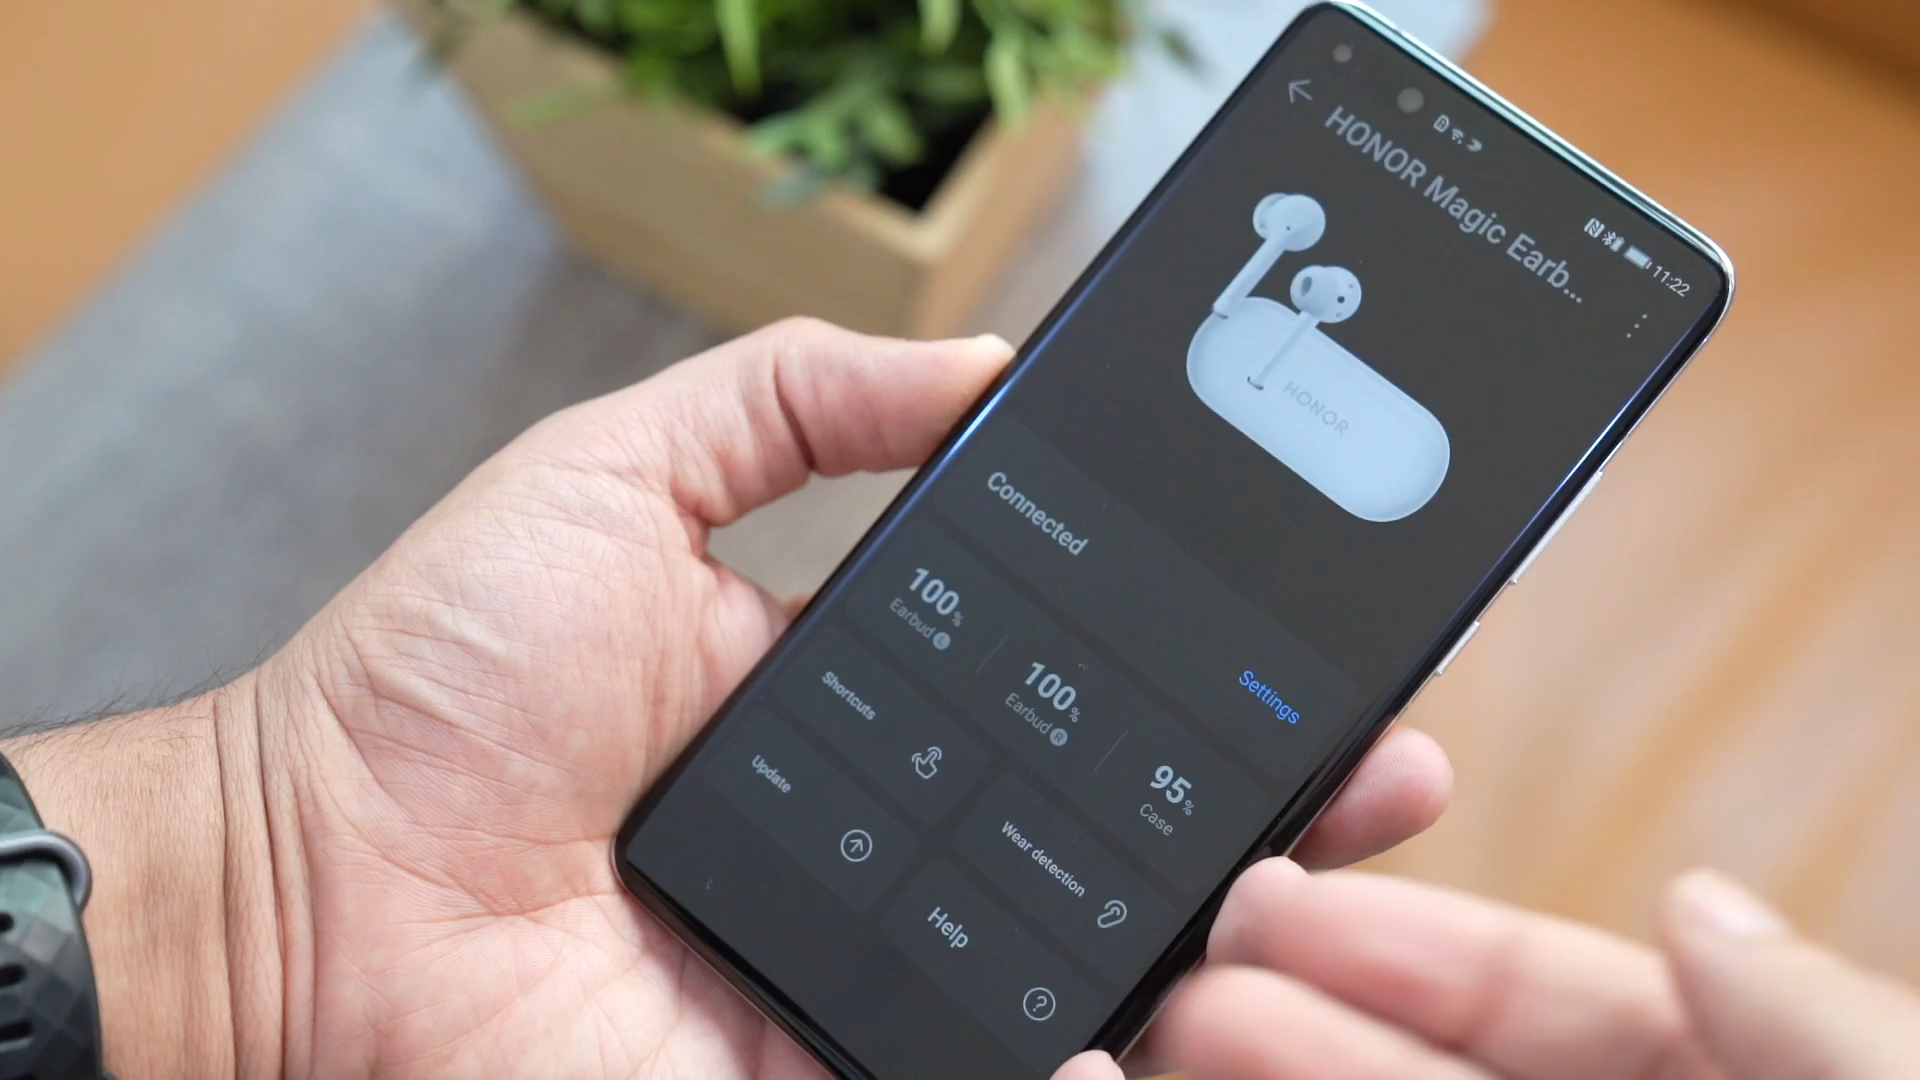 11:22
HONOR Magic Earb...
HONOR
Connected
Settings
100%
Earbud L
100%
Earbud R
95%
Case
Shortcuts
Wear detection
Update
Help
?